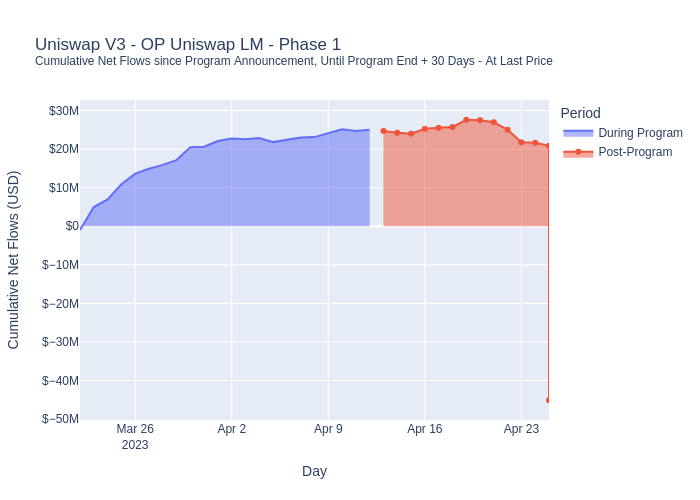 Uniswap V3 - OP Uniswap LM - Phase 1
Cumulative Net Flows since Program Announcement, Until Program End + 30 Days - At Last Price
Cumulative Net Flows (USD)
$30M
$20M
$10M
$0
$−10M
$−20M
$−30M
$−40M
$−50M
Mar 26
2023
Apr 2
Apr 9
Apr 16
Apr 23
Day
Period
During Program
Post-Program